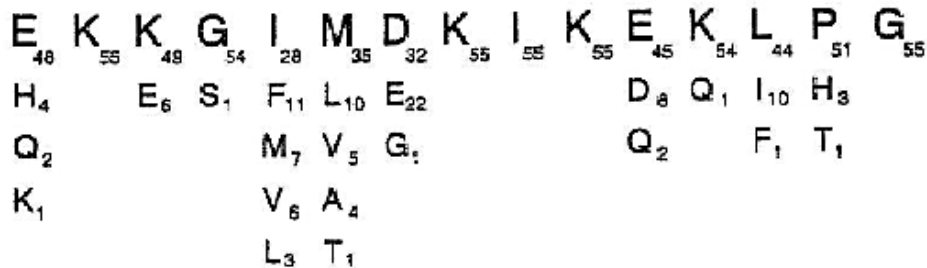 E48 K55 K49 G54 I28 M35 D32 K55 I55 K55 E45 K54 L44 P51 G55
H4 E6 S1 F11 L10 E22 D8 Q1 I10 H3
Q2 M7 V5 G1 Q2 F1 T1
K1 V6 A4
L3 T1